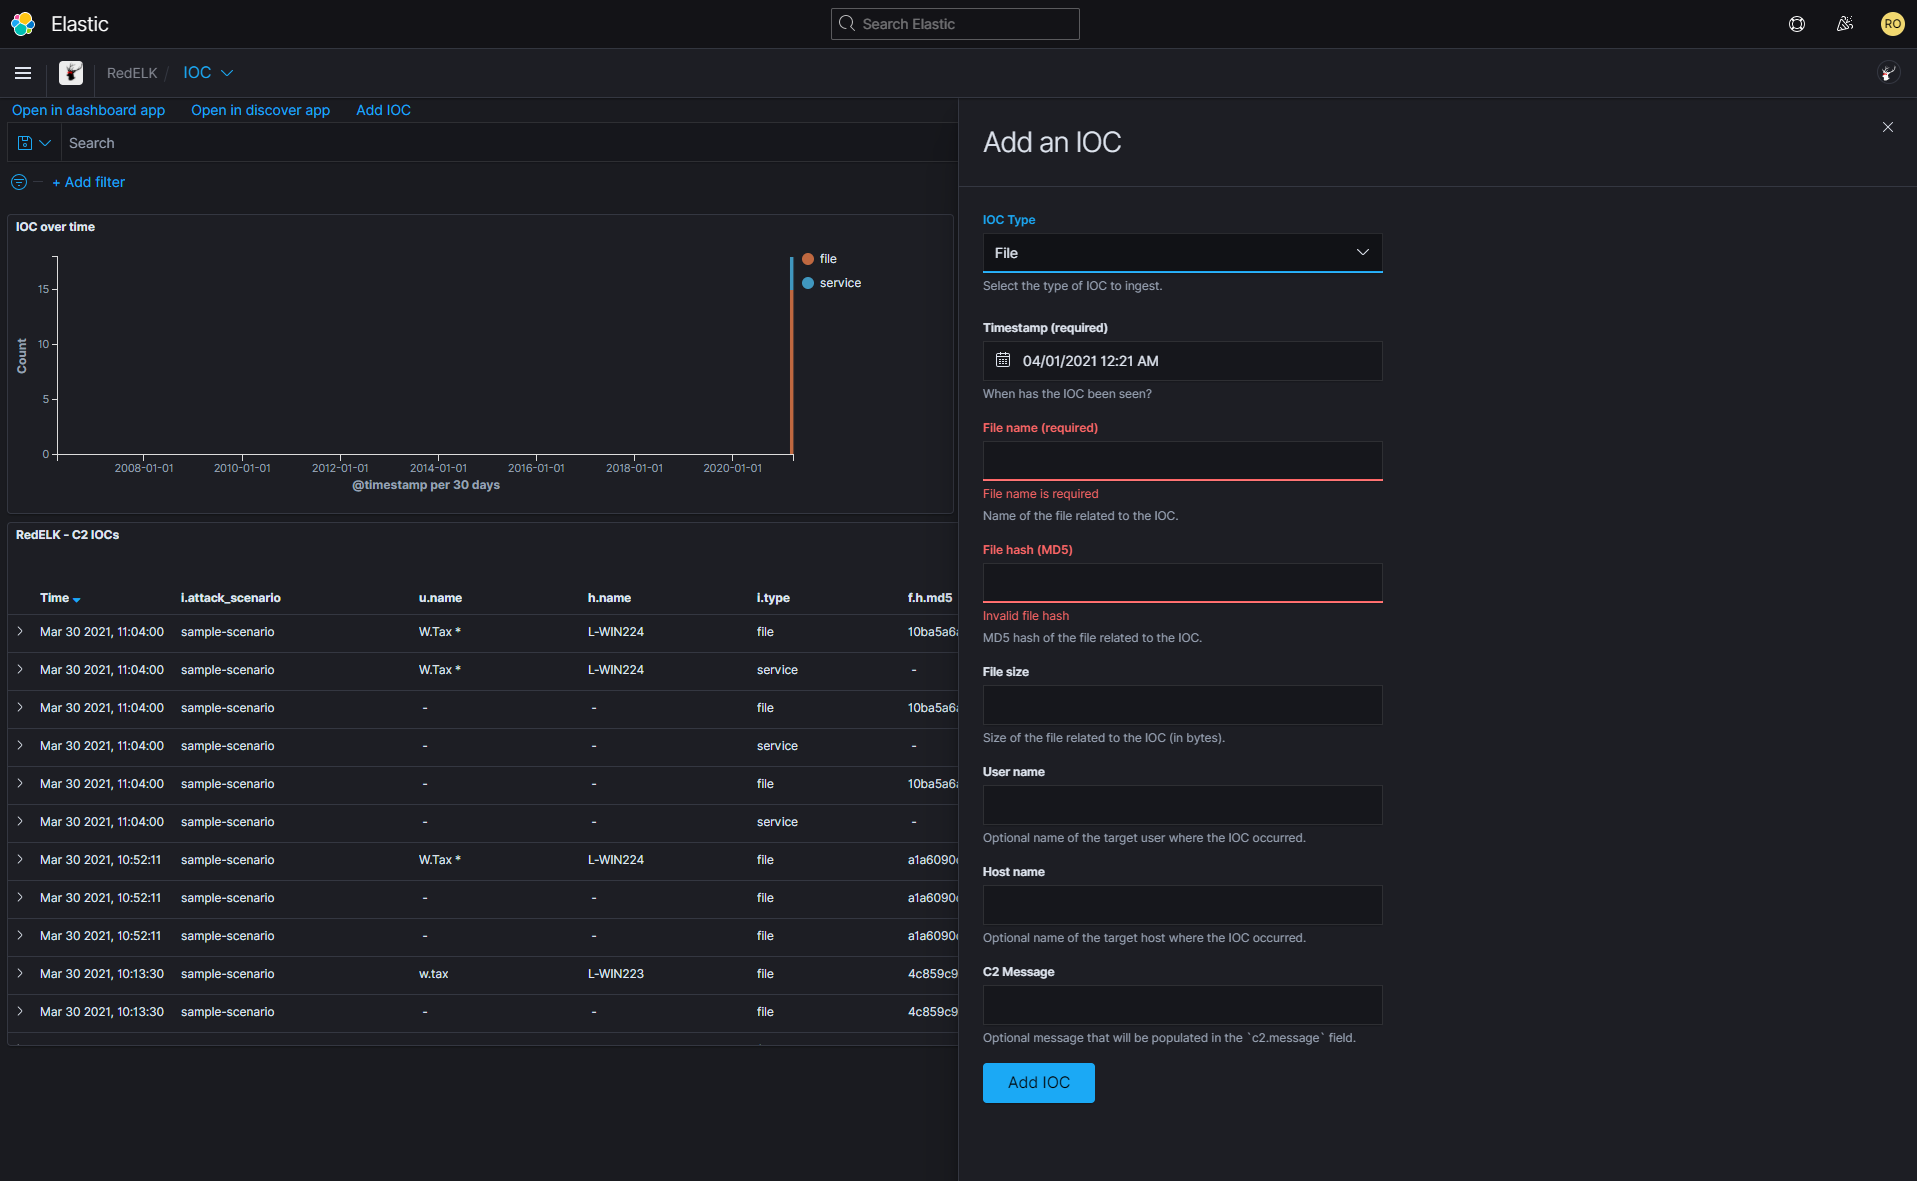 Elastic
Search Elastic
RO
RedELK / IOC
Open in dashboard app Open in discover app Add IOC
Search
+ Add filter
IOC over time
15
10
5
0
Count
2008-01-01 2010-01-01 2012-01-01 2014-01-01 2016-01-01 2018-01-01 2020-01-01
@timestamp per 30 days
file
service
RedELK - C2 IOCs
Time i.attack_scenario u.name h.name i.type f.h.md5
Mar 30 2021, 11:04:00 sample-scenario W.Tax * L-WIN224 file 10ba5a6
Mar 30 2021, 11:04:00 sample-scenario W.Tax * L-WIN224 service -
Mar 30 2021, 11:04:00 sample-scenario - - file 10ba5a6
Mar 30 2021, 11:04:00 sample-scenario - - service -
Mar 30 2021, 11:04:00 sample-scenario - - file 10ba5a6
Mar 30 2021, 11:04:00 sample-scenario - - service -
Mar 30 2021, 10:52:11 sample-scenario W.Tax * L-WIN224 file a1a6090
Mar 30 2021, 10:52:11 sample-scenario - - file a1a6090
Mar 30 2021, 10:52:11 sample-scenario - - file a1a6090
Mar 30 2021, 10:13:30 sample-scenario w.tax L-WIN223 file 4c859c9
Mar 30 2021, 10:13:30 sample-scenario - - file 4c859c9
Add an IOC
IOC Type
File
Select the type of IOC to ingest.
Timestamp (required)
04/01/2021 12:21 AM
When has the IOC been seen?
File name (required)
File name is required
Name of the file related to the IOC.
File hash (MD5)
Invalid file hash
MD5 hash of the file related to the IOC.
File size
Size of the file related to the IOC (in bytes).
User name
Optional name of the target user where the IOC occurred.
Host name
Optional name of the target host where the IOC occurred.
C2 Message
Optional message that will be populated in the `c2.message` field.
Add IOC